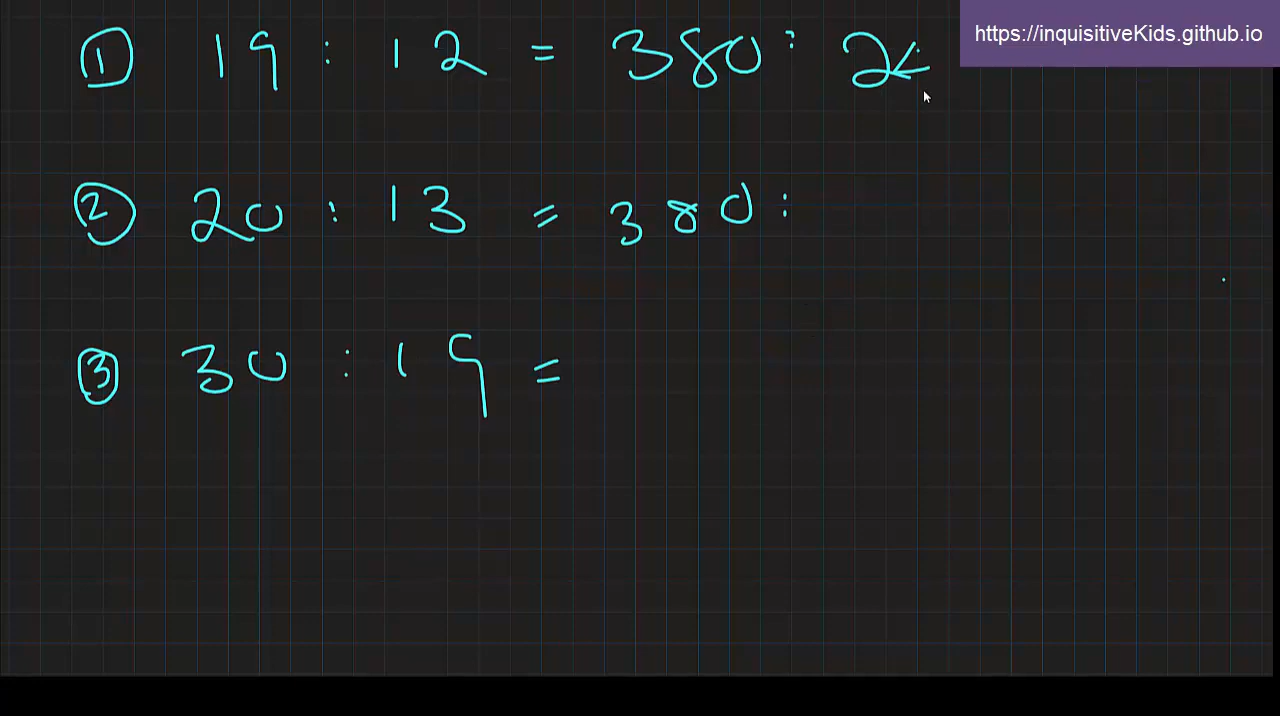 https://inquisitiveKids.github.io
① 19 : 12 = 380 : 24
② 20 : 13 = 380 :
③ 30 : 19 =